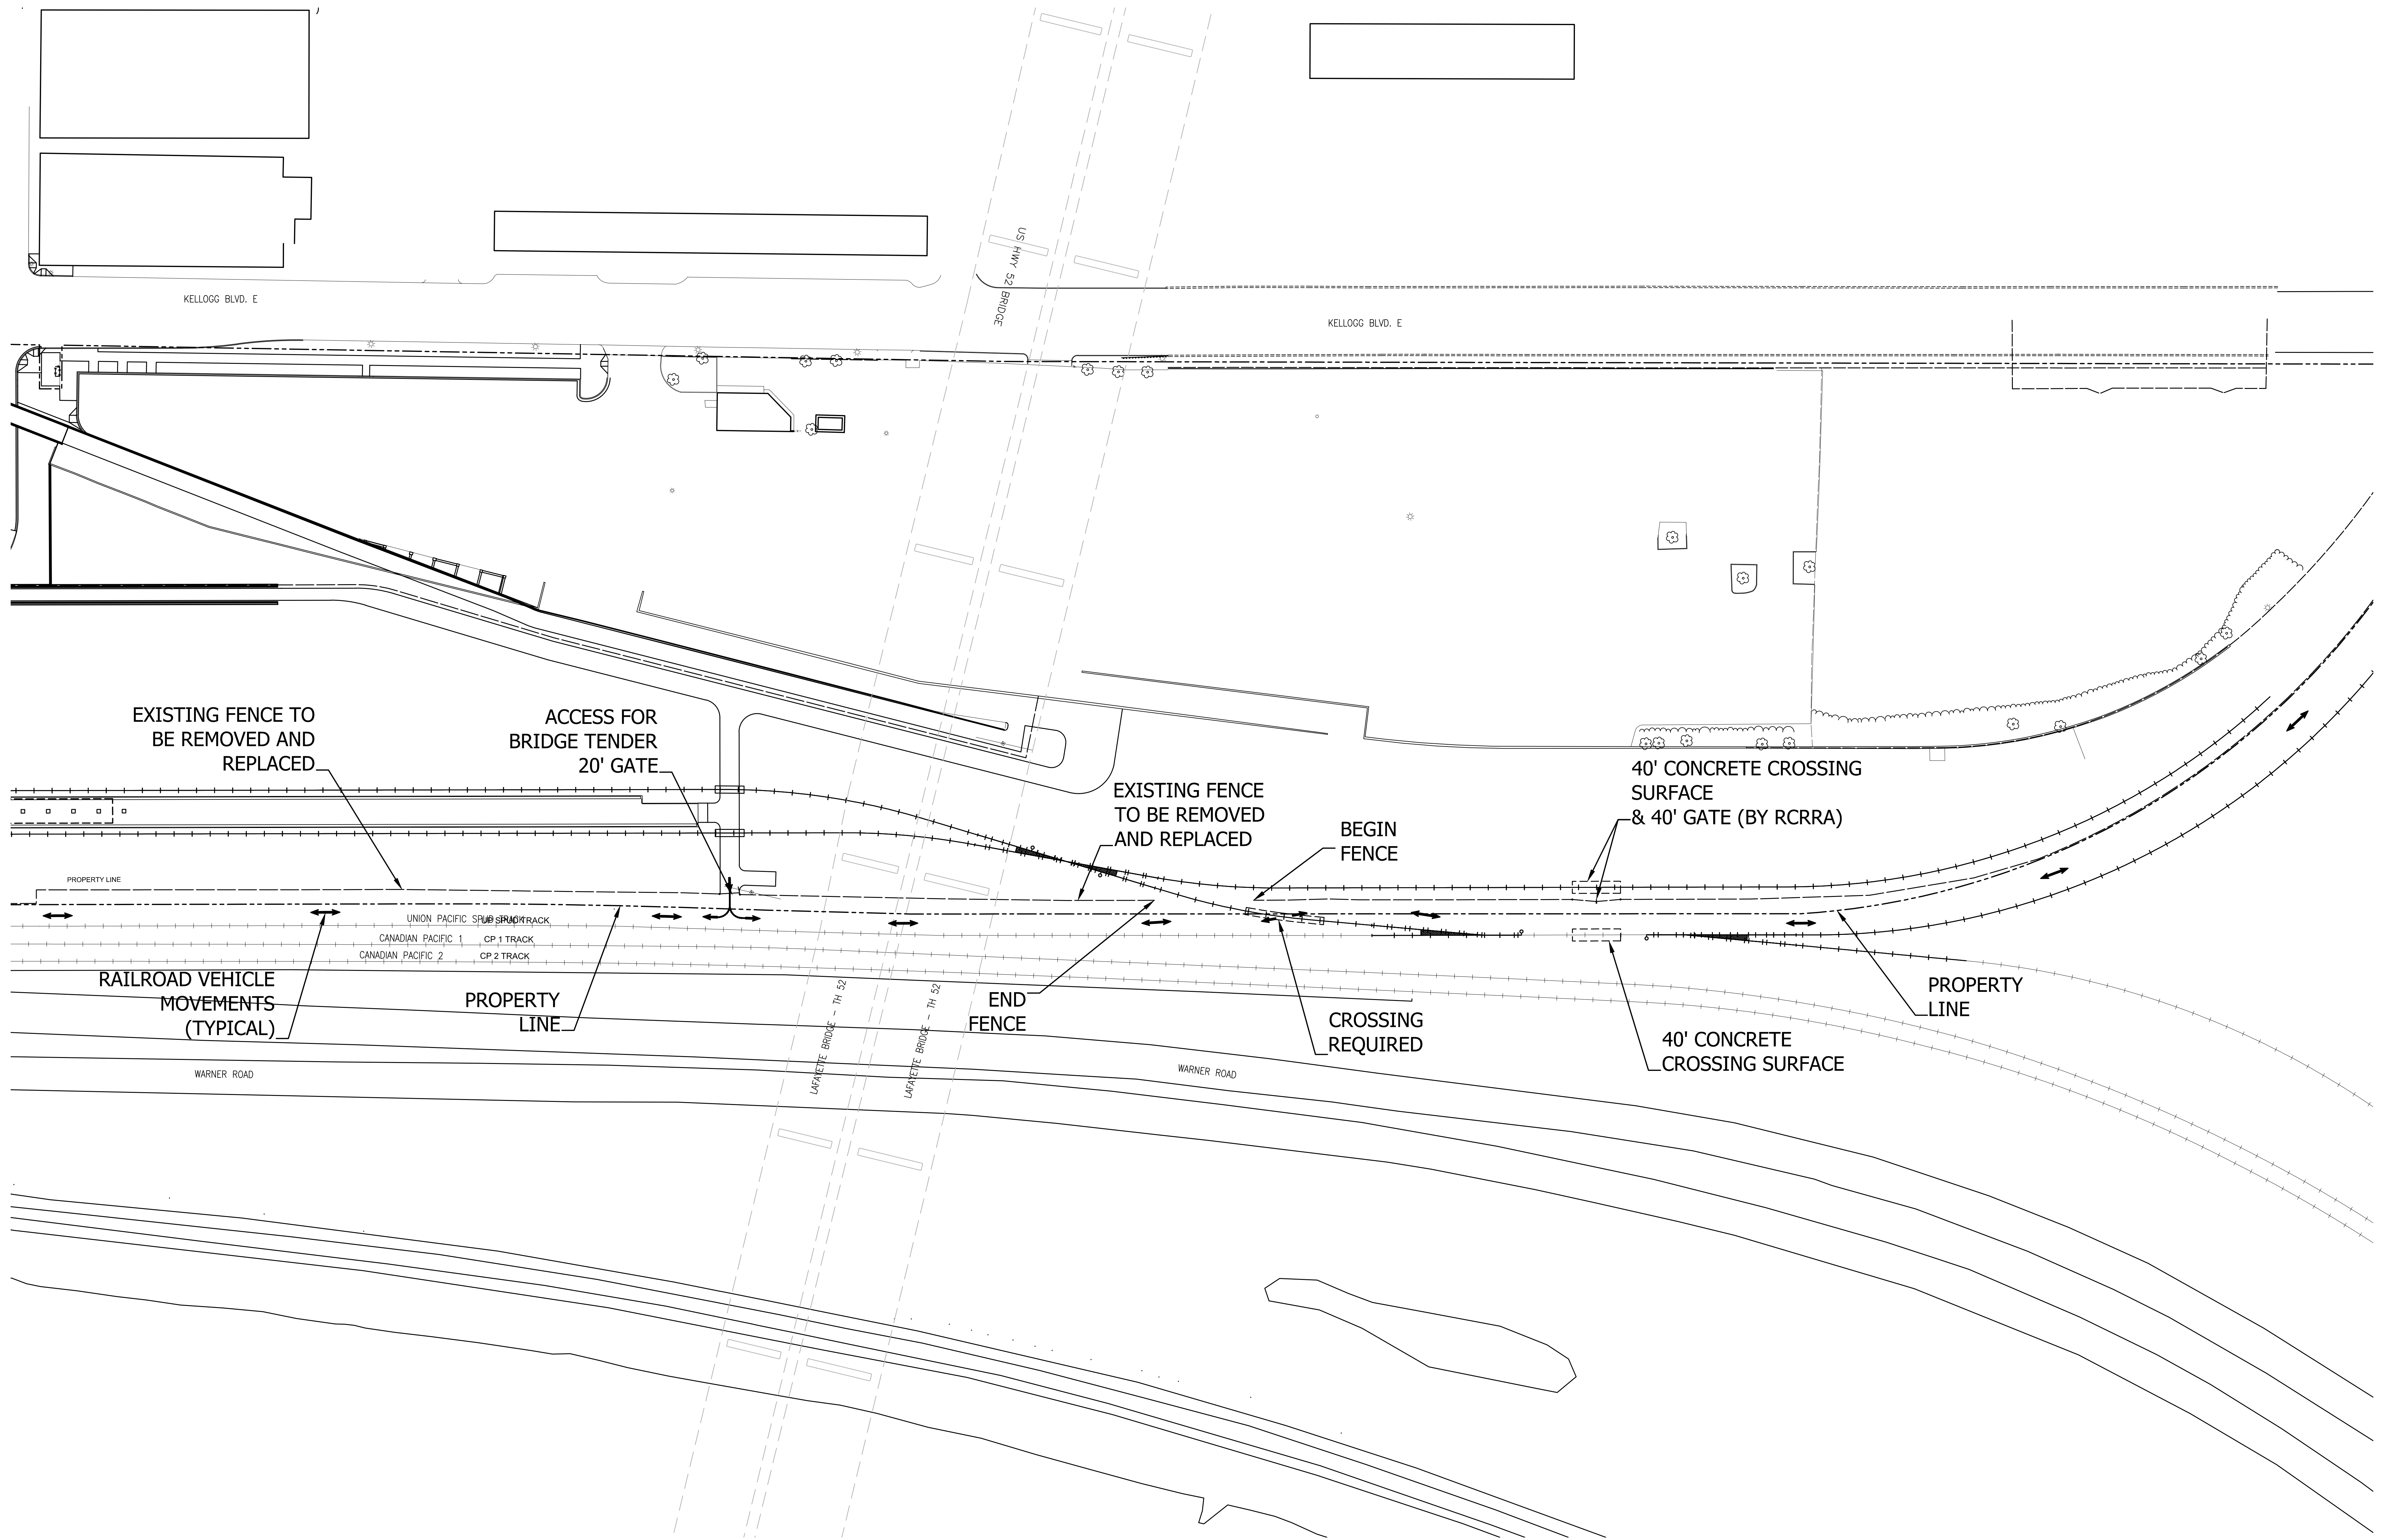 US HWY 52 BRIDGE
KELLOGG BLVD. E
KELLOGG BLVD. E
EXISTING FENCE TO
BE REMOVED AND
REPLACED
ACCESS FOR
BRIDGE TENDER
20' GATE
EXISTING FENCE
TO BE REMOVED
AND REPLACED
BEGIN
FENCE
40' CONCRETE CROSSING
SURFACE
& 40' GATE (BY RCRRA)
PROPERTY LINE
UNION PACIFIC SPUD TRACK
UP SPUD TRACK
CANADIAN PACIFIC 1
CP 1 TRACK
CANADIAN PACIFIC 2
CP 2 TRACK
RAILROAD VEHICLE
MOVEMENTS
(TYPICAL)
PROPERTY
LINE
END
FENCE
CROSSING
REQUIRED
40' CONCRETE
CROSSING SURFACE
PROPERTY
LINE
LAFAYETTE BRIDGE - TH 52
LAFAYETTE BRIDGE - TH 52
WARNER ROAD
WARNER ROAD